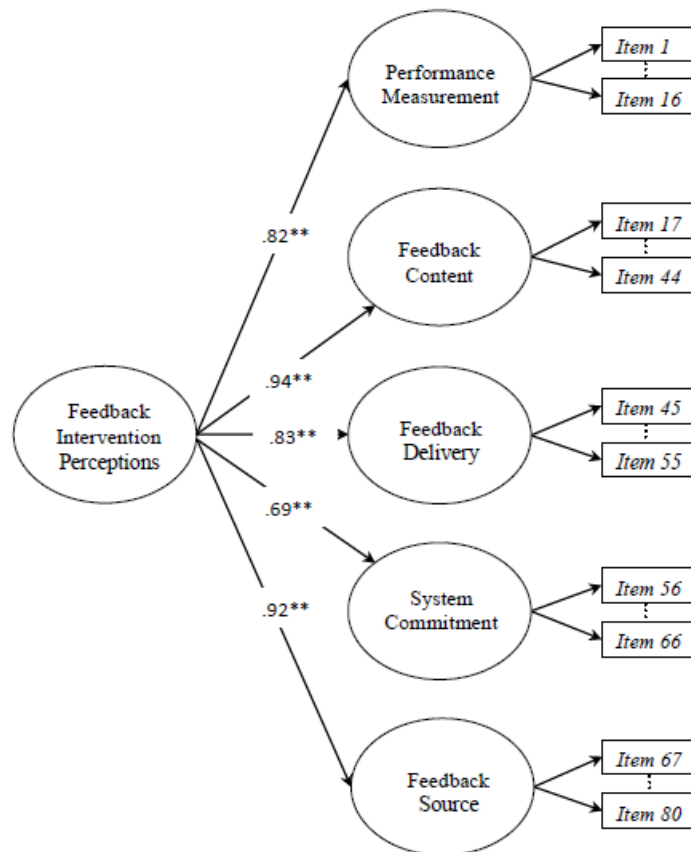 Performance
Measurement
Item 1
Item 16
.82**
Feedback
Content
Item 17
Item 44
.94**
Feedback
Intervention
Perceptions
.83**
Feedback
Delivery
Item 45
Item 55
.69**
System
Commitment
Item 56
Item 66
.92**
Feedback
Source
Item 67
Item 80